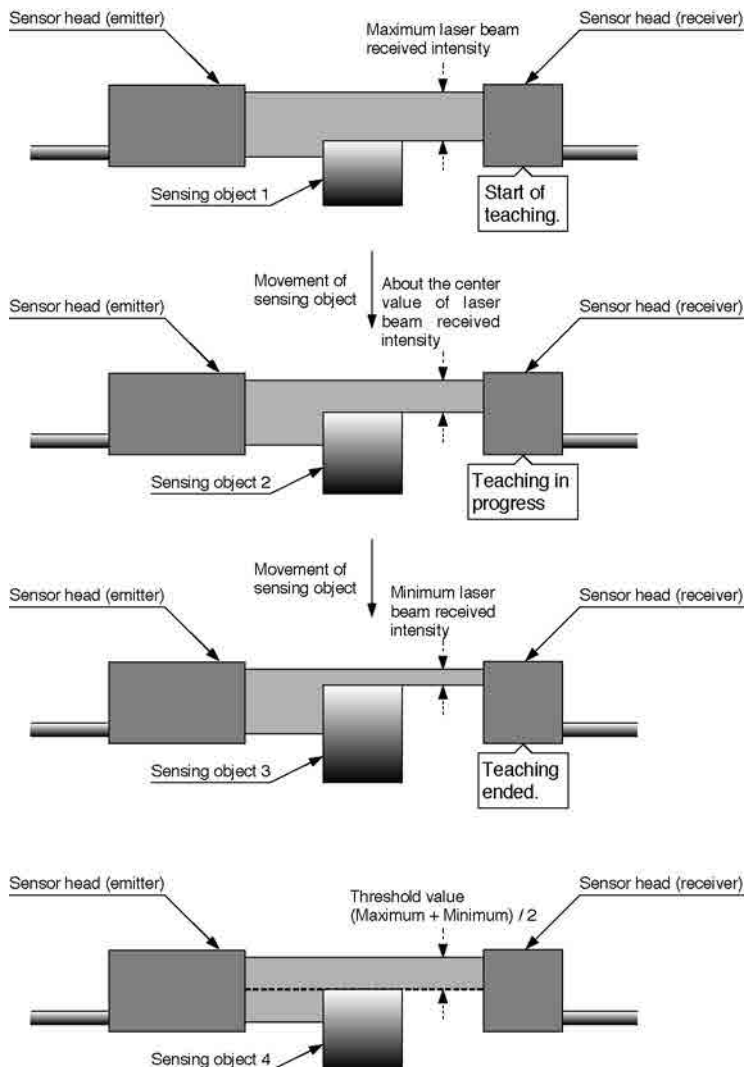 Sensor head (emitter)
Sensor head (receiver)
Maximum laser beam
received intensity
Sensing object 1
Start of
teaching.
Movement of
sensing object
About the center
value of laser
beam received
intensity
Sensor head (emitter)
Sensor head (receiver)
Sensing object 2
Teaching in
progress
Movement of
sensing object
Minimum laser
beam received
intensity
Sensor head (emitter)
Sensor head (receiver)
Sensing object 3
Teaching
ended.
Sensor head (emitter)
Sensor head (receiver)
Threshold value
(Maximum + Minimum) / 2
Sensing object 4